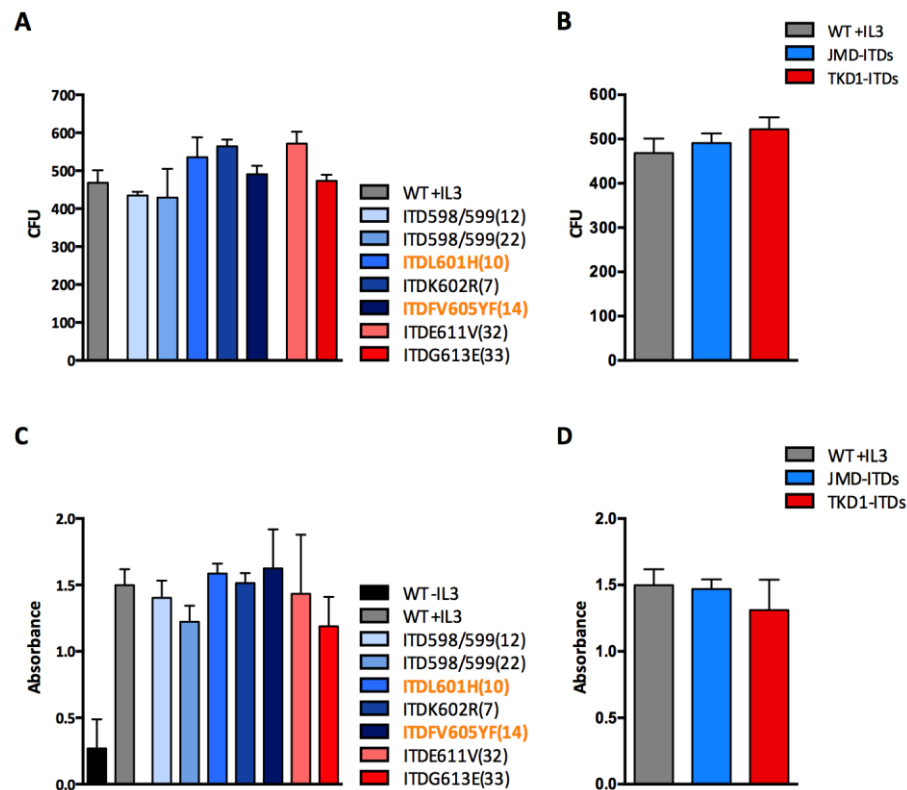 A
CFU
700
600
500
400
300
200
100
0
WT +IL3
ITD598/599(12)
ITD598/599(22)
ITDL601H(10)
ITDK602R(7)
ITDFV605YF(14)
ITDE611V(32)
ITDG613E(33)
B
WT +IL3
JMD-ITDs
TKD1-ITDs
CFU
600
500
400
300
200
100
0
C
Absorbance
2.0
1.5
1.0
0.5
0.0
WT -IL3
WT +IL3
ITD598/599(12)
ITD598/599(22)
ITDL601H(10)
ITDK602R(7)
ITDFV605YF(14)
ITDE611V(32)
ITDG613E(33)
D
WT +IL3
JMD-ITDs
TKD1-ITDs
Absorbance
2.0
1.5
1.0
0.5
0.0